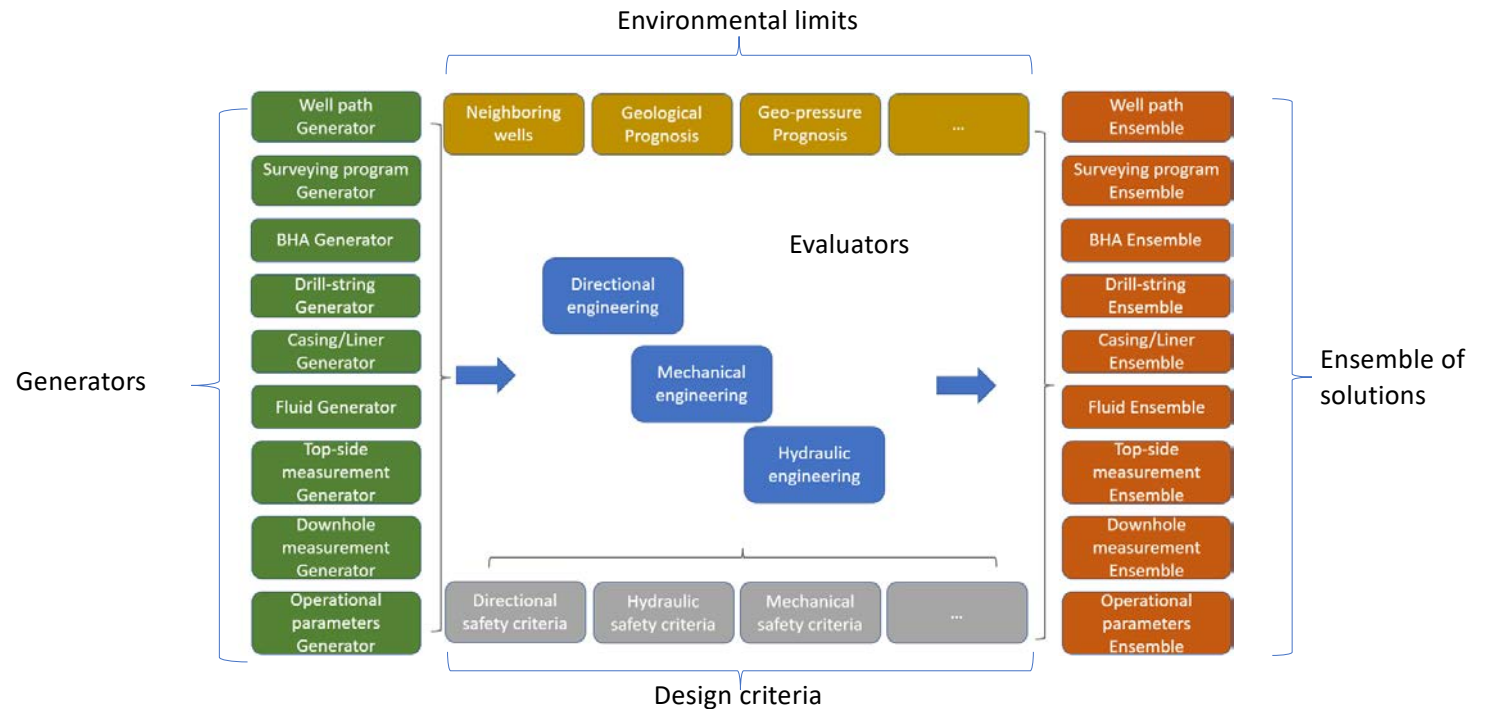 Environmental limits
Generators
Well path
Generator
Surveying program
Generator
BHA Generator
Drill-string
Generator
Casing/Liner
Generator
Fluid Generator
Top-side
measurement
Generator
Downhole
measurement
Generator
Operational
parameters
Generator
Neighboring
wells
Geological
Prognosis
Geo-pressure
Prognosis
...
Evaluators
Directional
engineering
Mechanical
engineering
Hydraulic
engineering
Directional
safety criteria
Hydraulic
safety criteria
Mechanical
safety criteria
...
Design criteria
Well path
Ensemble
Surveying program
Ensemble
BHA Ensemble
Drill-string
Ensemble
Casing/Liner
Ensemble
Fluid Ensemble
Top-side
measurement
Ensemble
Downhole
measurement
Ensemble
Operational
parameters
Ensemble
Ensemble of
solutions